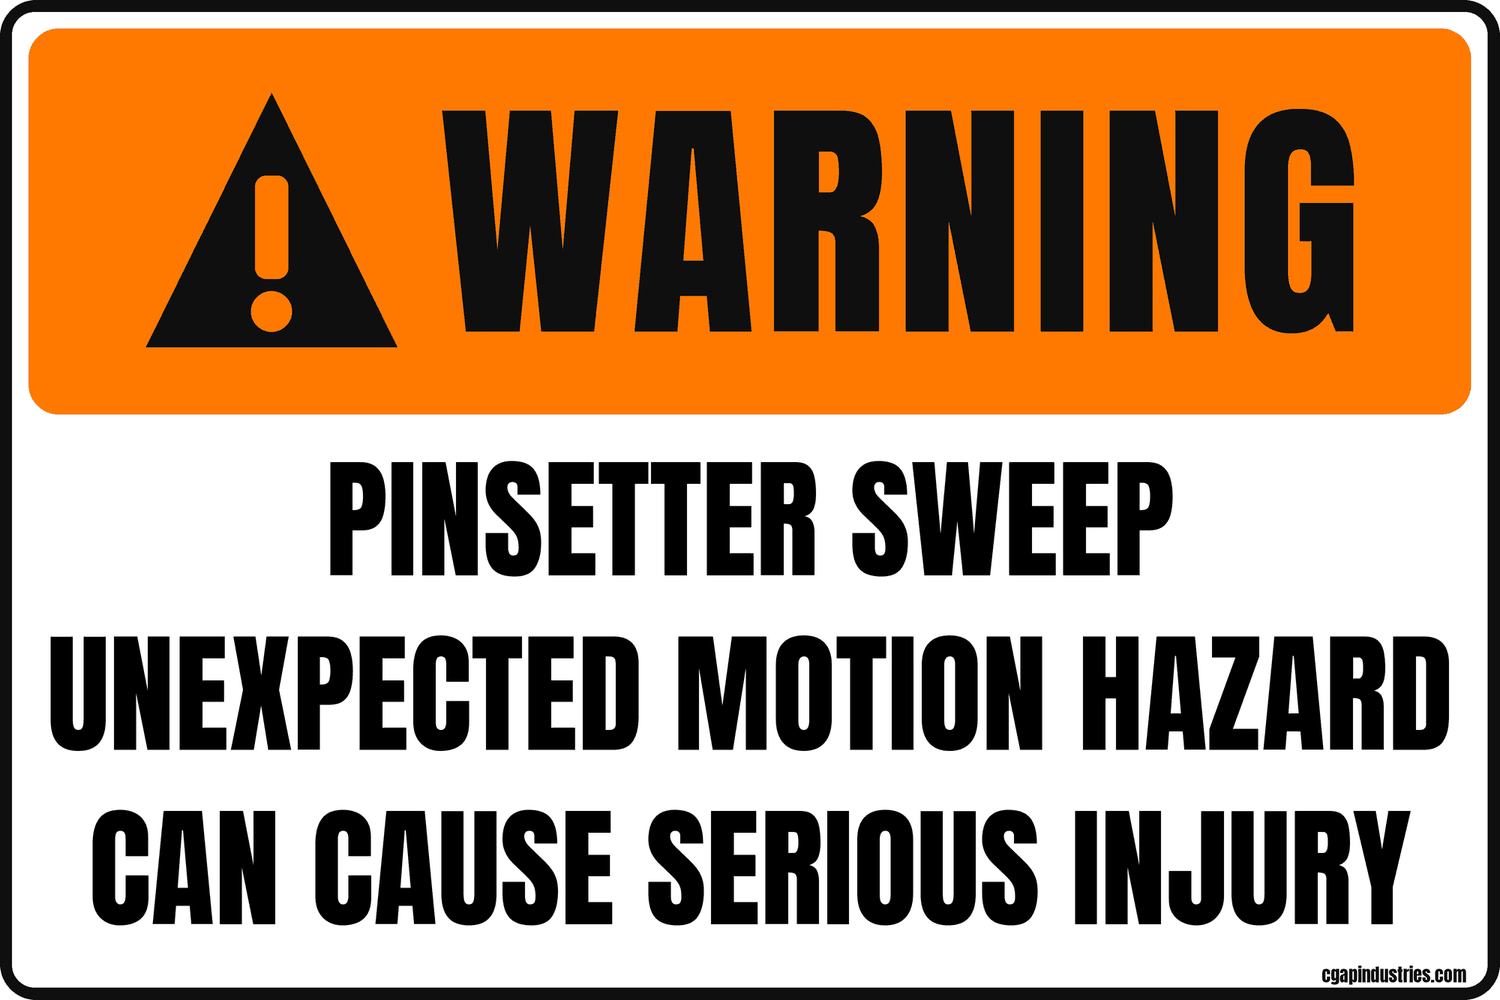 WARNING
PINSETTER SWEEP
UNEXPECTED MOTION HAZARD
CAN CAUSE SERIOUS INJURY
cgapindustries.com